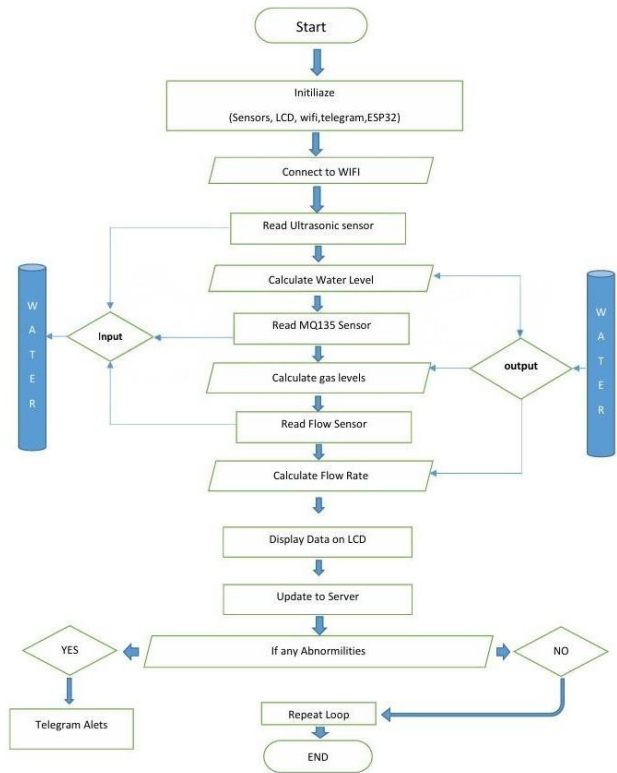 Start
Initiliaze
(Sensors, LCD, wifi,telegram,ESP32)
Connect to WIFI
Read Ultrasonic sensor
Calculate Water Level
WATER
Input
Read MQ135 Sensor
output
WATER
Calculate gas levels
Read Flow Sensor
Calculate Flow Rate
Display Data on LCD
Update to Server
YES
If any Abnormilities
NO
Telegram Alets
Repeat Loop
END